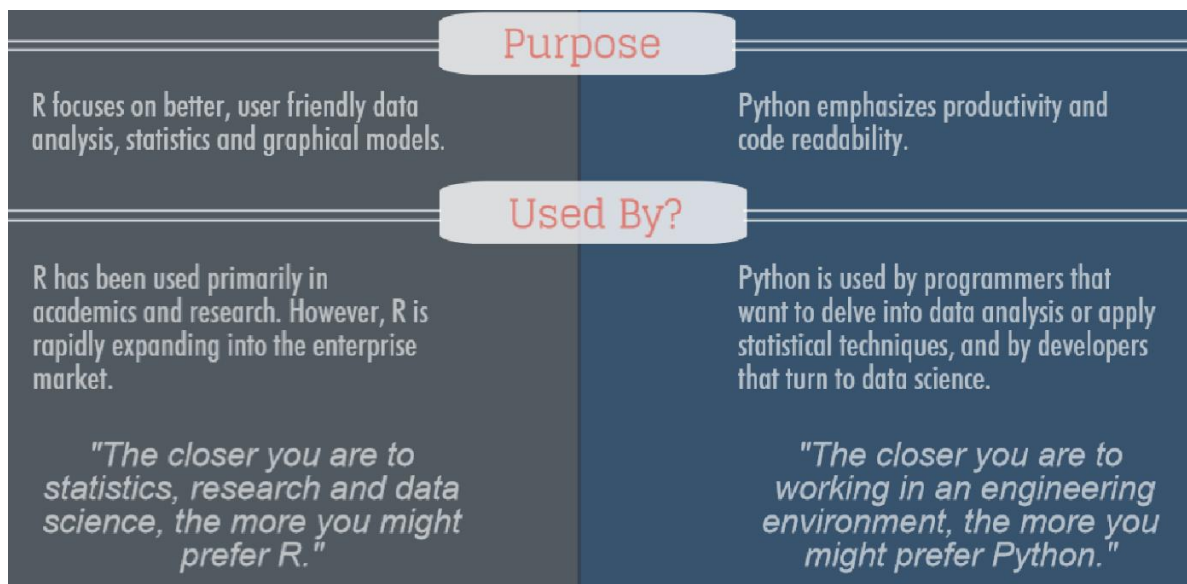 Purpose
R focuses on better, user friendly data
analysis, statistics and graphical models.
Python emphasizes productivity and
code readability.
Used By?
R has been used primarily in
academics and research. However, R is
rapidly expanding into the enterprise
market.
"The closer you are to
statistics, research and data
science, the more you might
prefer R."
Python is used by programmers that
want to delve into data analysis or apply
statistical techniques, and by developers
that turn to data science.
"The closer you are to
working in an engineering
environment, the more you
might prefer Python."